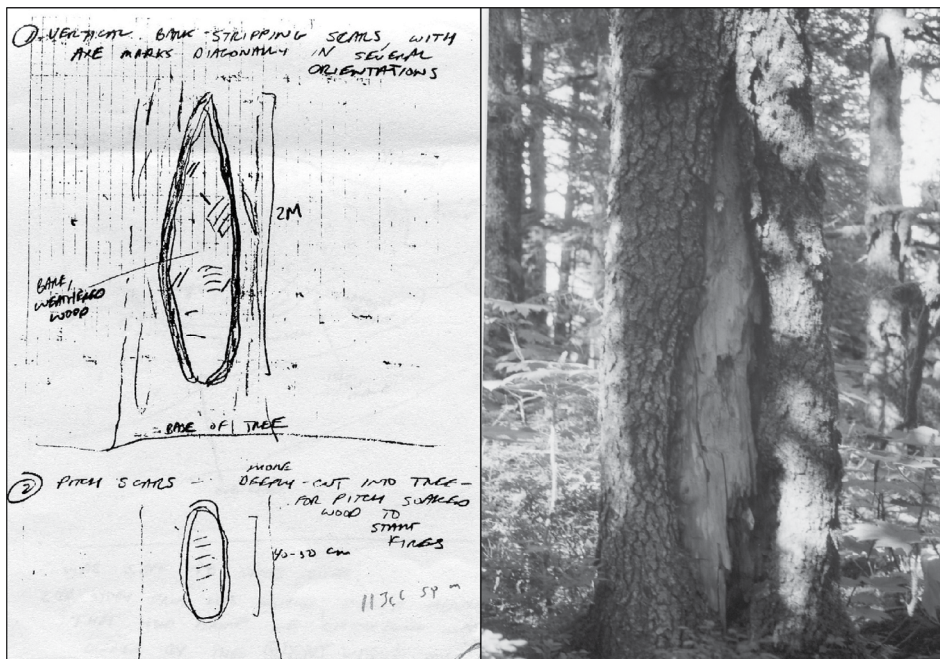 ① VERTICAL BARK-STRIPPING SCARS WITH
AXE MARKS DIAGONALLY IN SEVERAL
ORIENTATIONS
2M
BARE,
WEATHERED
WOOD
BASE OF TREE
② PITCH SCARS - MORE
DEEPLY-CUT INTO TREE -
FOR PITCH SOAKED
WOOD TO
START
FIRES
40-50 cm